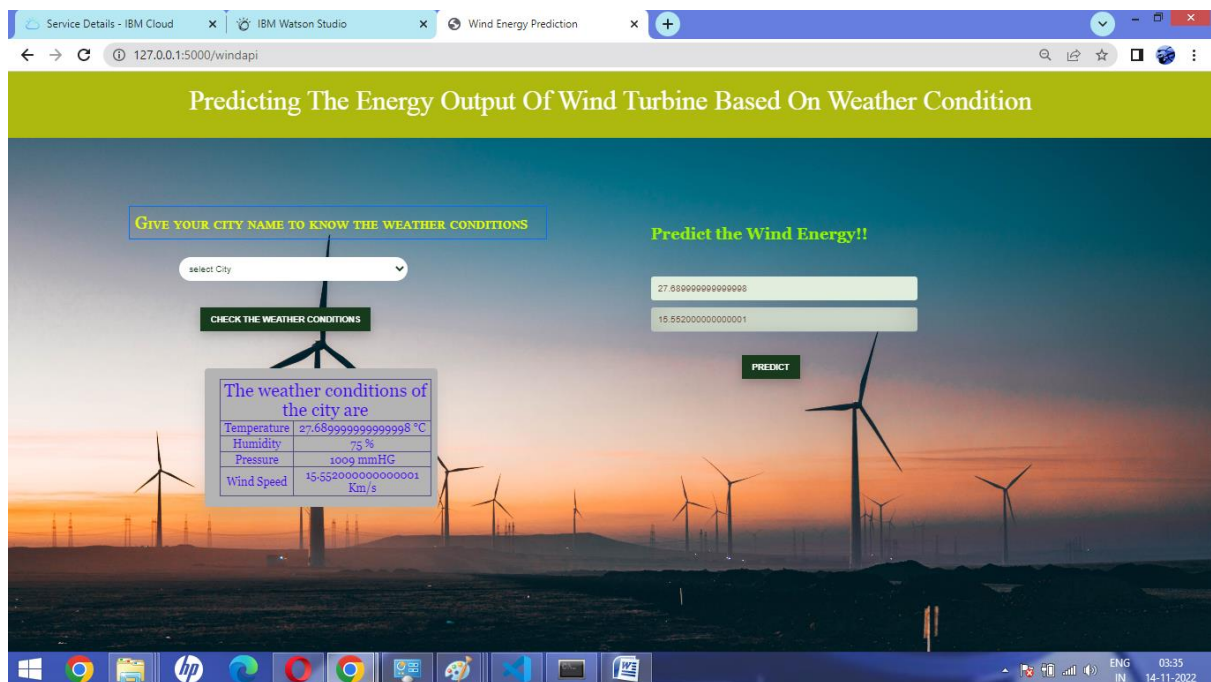 Service Details - IBM Cloud
IBM Watson Studio
Wind Energy Prediction
127.0.0.1:5000/windapi
Predicting The Energy Output Of Wind Turbine Based On Weather Condition
Give your city name to know the weather conditions
select City
CHECK THE WEATHER CONDITIONS
The weather conditions of
the city are
Temperature 27.689999999999998 °C
Humidity 75 %
Pressure 1009 mmHG
Wind Speed 15.552000000000001
Km/s
Predict the Wind Energy!!
27.689999999999998
15.552000000000001
PREDICT
hp
ENG
IN
03:35
14-11-2022